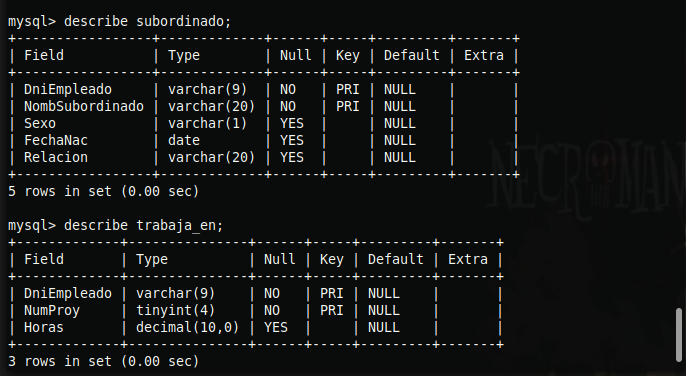 mysql> describe subordinado;
+-----------------+-------------+------+-----+---------+-------+
| Field           | Type        | Null | Key | Default | Extra |
+-----------------+-------------+------+-----+---------+-------+
| DniEmpleado     | varchar(9)  | NO   | PRI | NULL    |       |
| NombSubordinado | varchar(20) | NO   | PRI | NULL    |       |
| Sexo            | varchar(1)  | YES  |     | NULL    |       |
| FechaNac        | date        | YES  |     | NULL    |       |
| Relacion        | varchar(20) | YES  |     | NULL    |       |
+-----------------+-------------+------+-----+---------+-------+
5 rows in set (0.00 sec)
mysql> describe trabaja_en;
+-------------+---------------+------+-----+---------+-------+
| Field       | Type          | Null | Key | Default | Extra |
+-------------+---------------+------+-----+---------+-------+
| DniEmpleado | varchar(9)    | NO   | PRI | NULL    |       |
| NumProy     | tinyint(4)    | NO   | PRI | NULL    |       |
| Horas       | decimal(10,0) | YES  |     | NULL    |       |
+-------------+---------------+------+-----+---------+-------+
3 rows in set (0.00 sec)